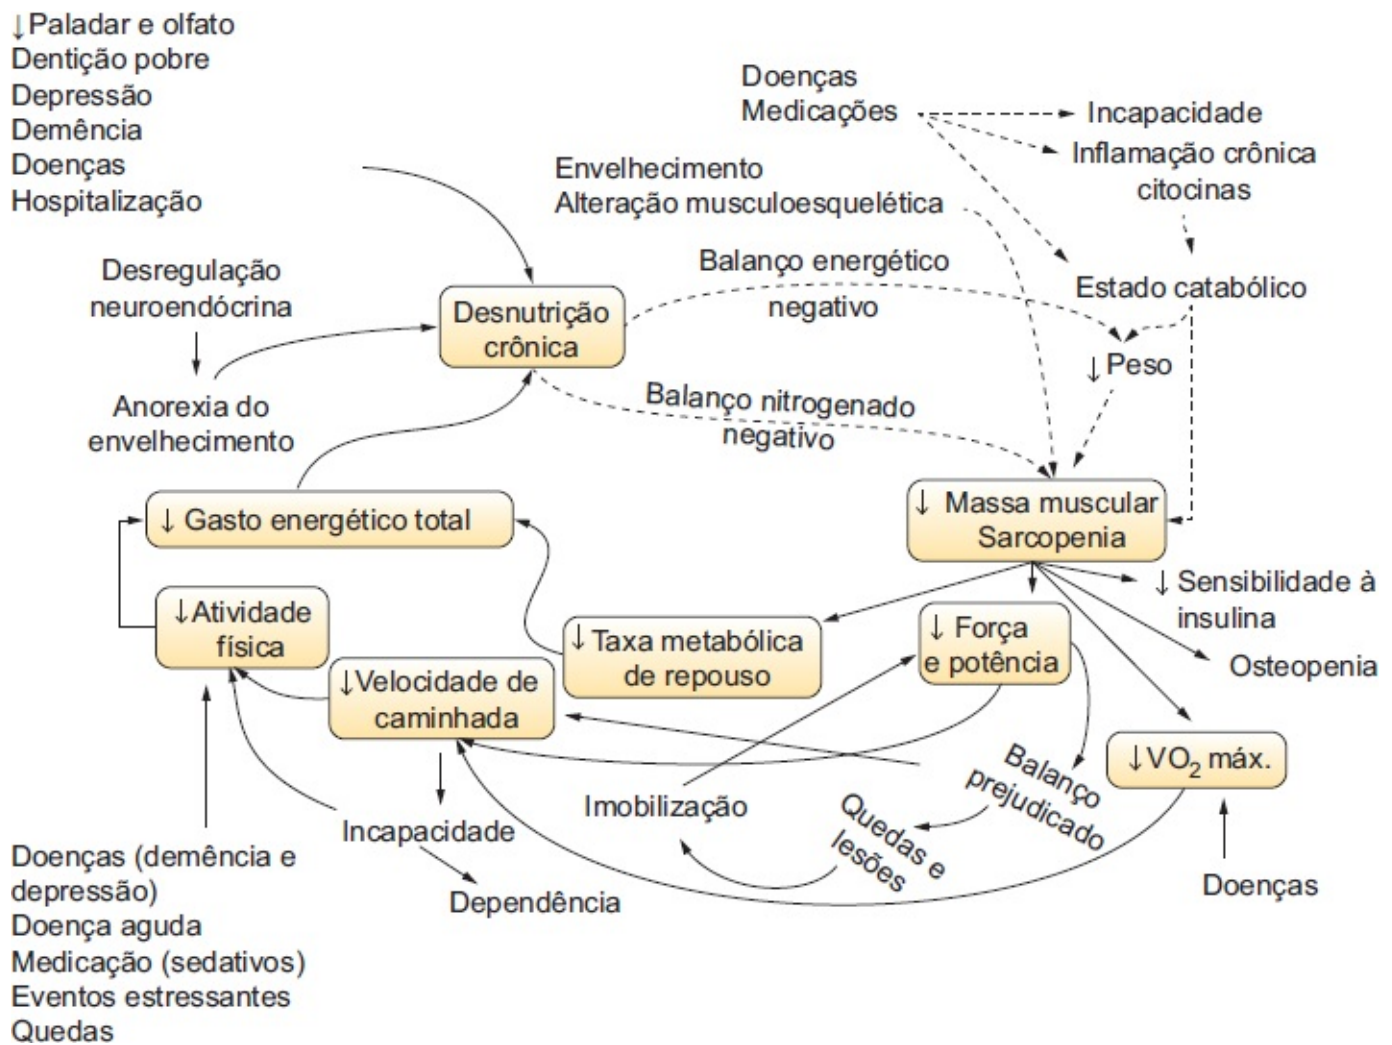 ↓Paladar e olfato
Dentição pobre
Depressão
Demência
Doenças
Hospitalização
Doenças
Medicações
Incapacidade
Inflamação crônica
citocinas
Envelhecimento
Alteração musculoesquelética
Desregulação
neuroendócrina
Balanço energético
negativo
Estado catabólico
Desnutrição
crônica
↓ Peso
Anorexia do
envelhecimento
Balanço nitrogenado
negativo
↓ Gasto energético total
↓ Massa muscular
Sarcopenia
↓ Sensibilidade à
insulina
↓Atividade
física
↓ Taxa metabólica
de repouso
↓ Força
e potência
Osteopenia
↓Velocidade de
caminhada
↓VO2 máx.
Balanço
prejudicado
Imobilização
Quedas e
lesões
Incapacidade
Dependência
Doenças
Doenças (demência e
depressão)
Doença aguda
Medicação (sedativos)
Eventos estressantes
Quedas